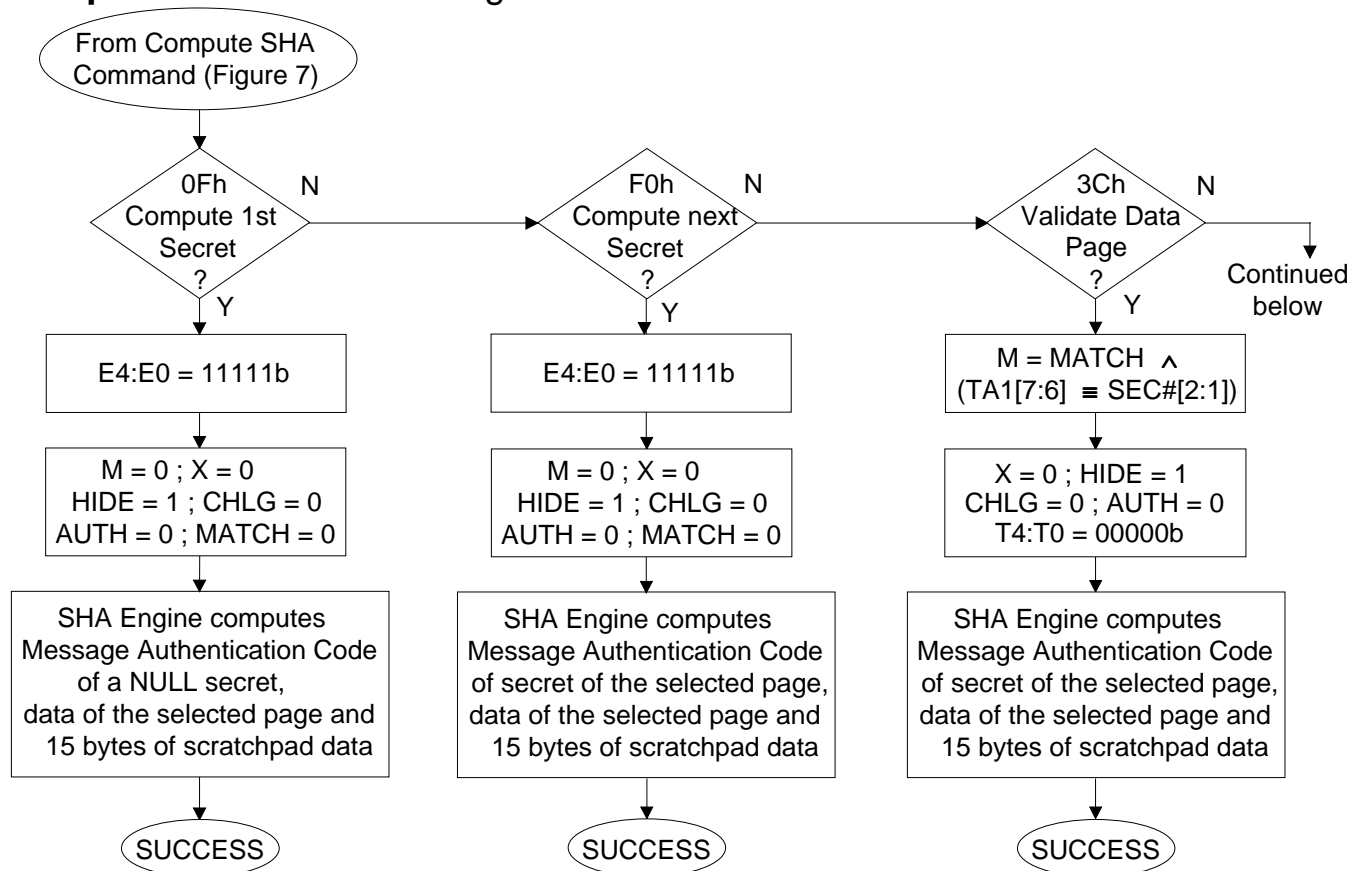 From Compute SHA
Command (Figure 7)
0Fh
Compute 1st
Secret
?
N
Y
F0h
Compute next
Secret
?
N
Y
3Ch
Validate Data
Page
?
N
Y
Continued
below
E4:E0 = 11111b
E4:E0 = 11111b
M = MATCH ∧
(TA1[7:6] ≡ SEC#[2:1])
M = 0 ; X = 0
HIDE = 1 ; CHLG = 0
AUTH = 0 ; MATCH = 0
M = 0 ; X = 0
HIDE = 1 ; CHLG = 0
AUTH = 0 ; MATCH = 0
X = 0 ; HIDE = 1
CHLG = 0 ; AUTH = 0
T4:T0 = 00000b
SHA Engine computes
Message Authentication Code
of a NULL secret,
data of the selected page and
15 bytes of scratchpad data
SHA Engine computes
Message Authentication Code
of secret of the selected page,
data of the selected page and
15 bytes of scratchpad data
SHA Engine computes
Message Authentication Code
of secret of the selected page,
data of the selected page and
15 bytes of scratchpad data
SUCCESS
SUCCESS
SUCCESS